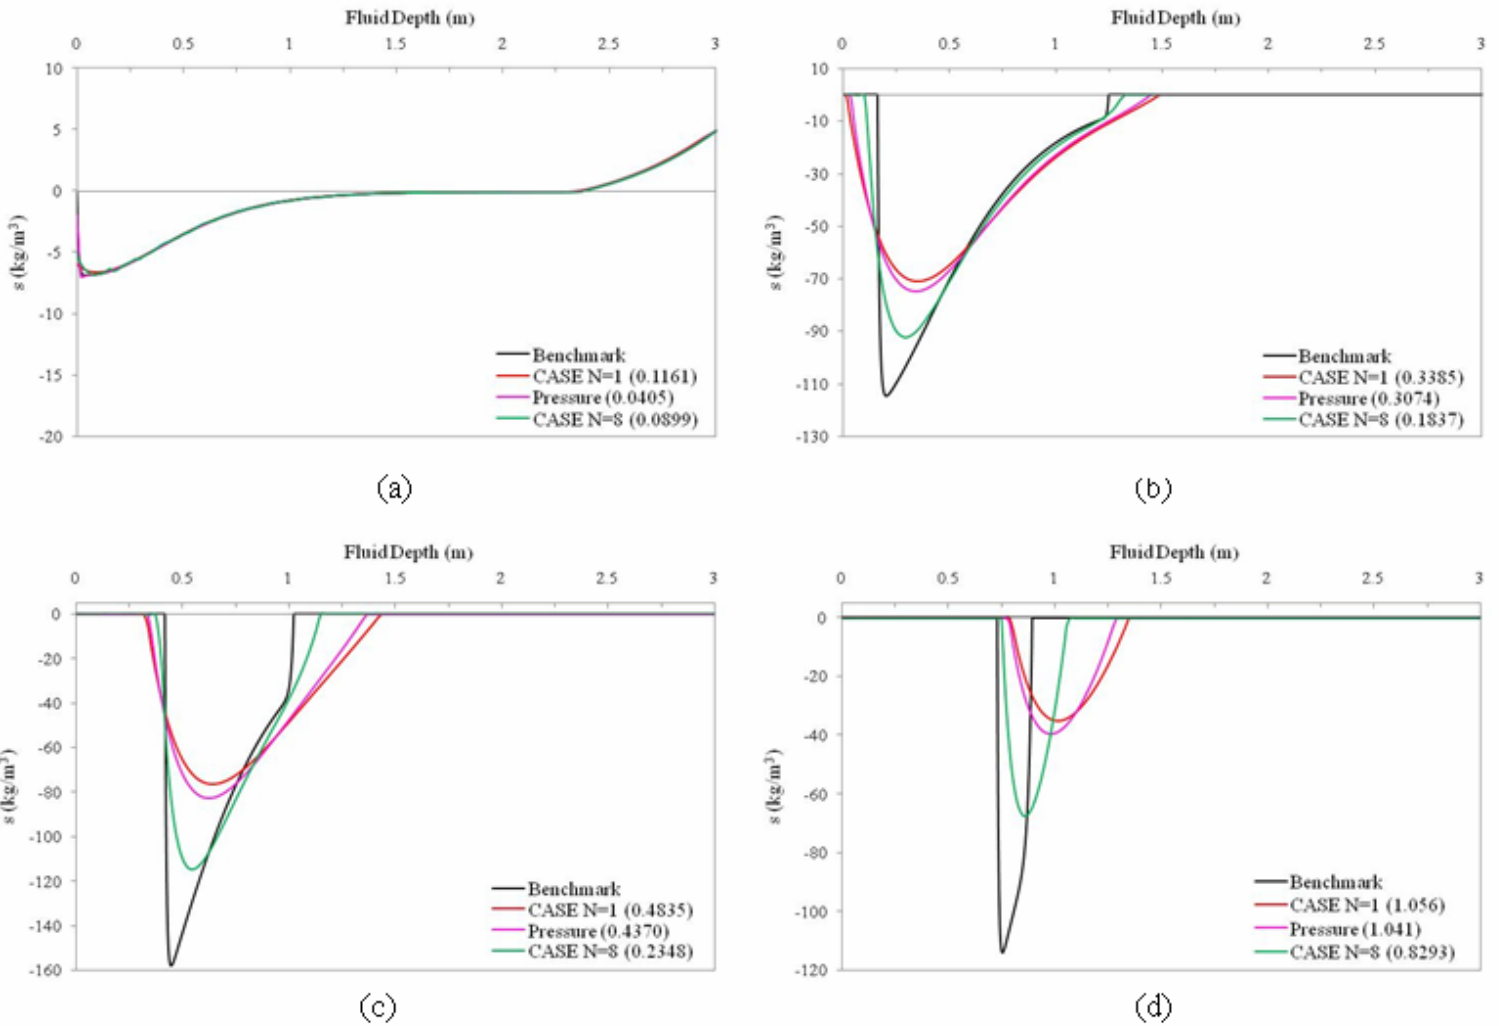 Fluid Depth (m)
0 0.5 1 1.5 2 2.5 3
10
5
0
-5
-10
-15
-20
s (kg/m³)
Benchmark
CASE N=1 (0.1161)
Pressure (0.0405)
CASE N=8 (0.0899)
(a)
Fluid Depth (m)
0 0.5 1 1.5 2 2.5 3
10
-10
-30
-50
-70
-90
-110
-130
s (kg/m³)
Benchmark
CASE N=1 (0.3385)
Pressure (0.3074)
CASE N=8 (0.1837)
(b)
Fluid Depth (m)
0 0.5 1 1.5 2 2.5 3
0
-20
-40
-60
-80
-100
-120
-140
-160
s (kg/m³)
Benchmark
CASE N=1 (0.4835)
Pressure (0.4370)
CASE N=8 (0.2348)
(c)
Fluid Depth (m)
0 0.5 1 1.5 2 2.5 3
0
-20
-40
-60
-80
-100
-120
s (kg/m³)
Benchmark
CASE N=1 (1.056)
Pressure (1.041)
CASE N=8 (0.8293)
(d)